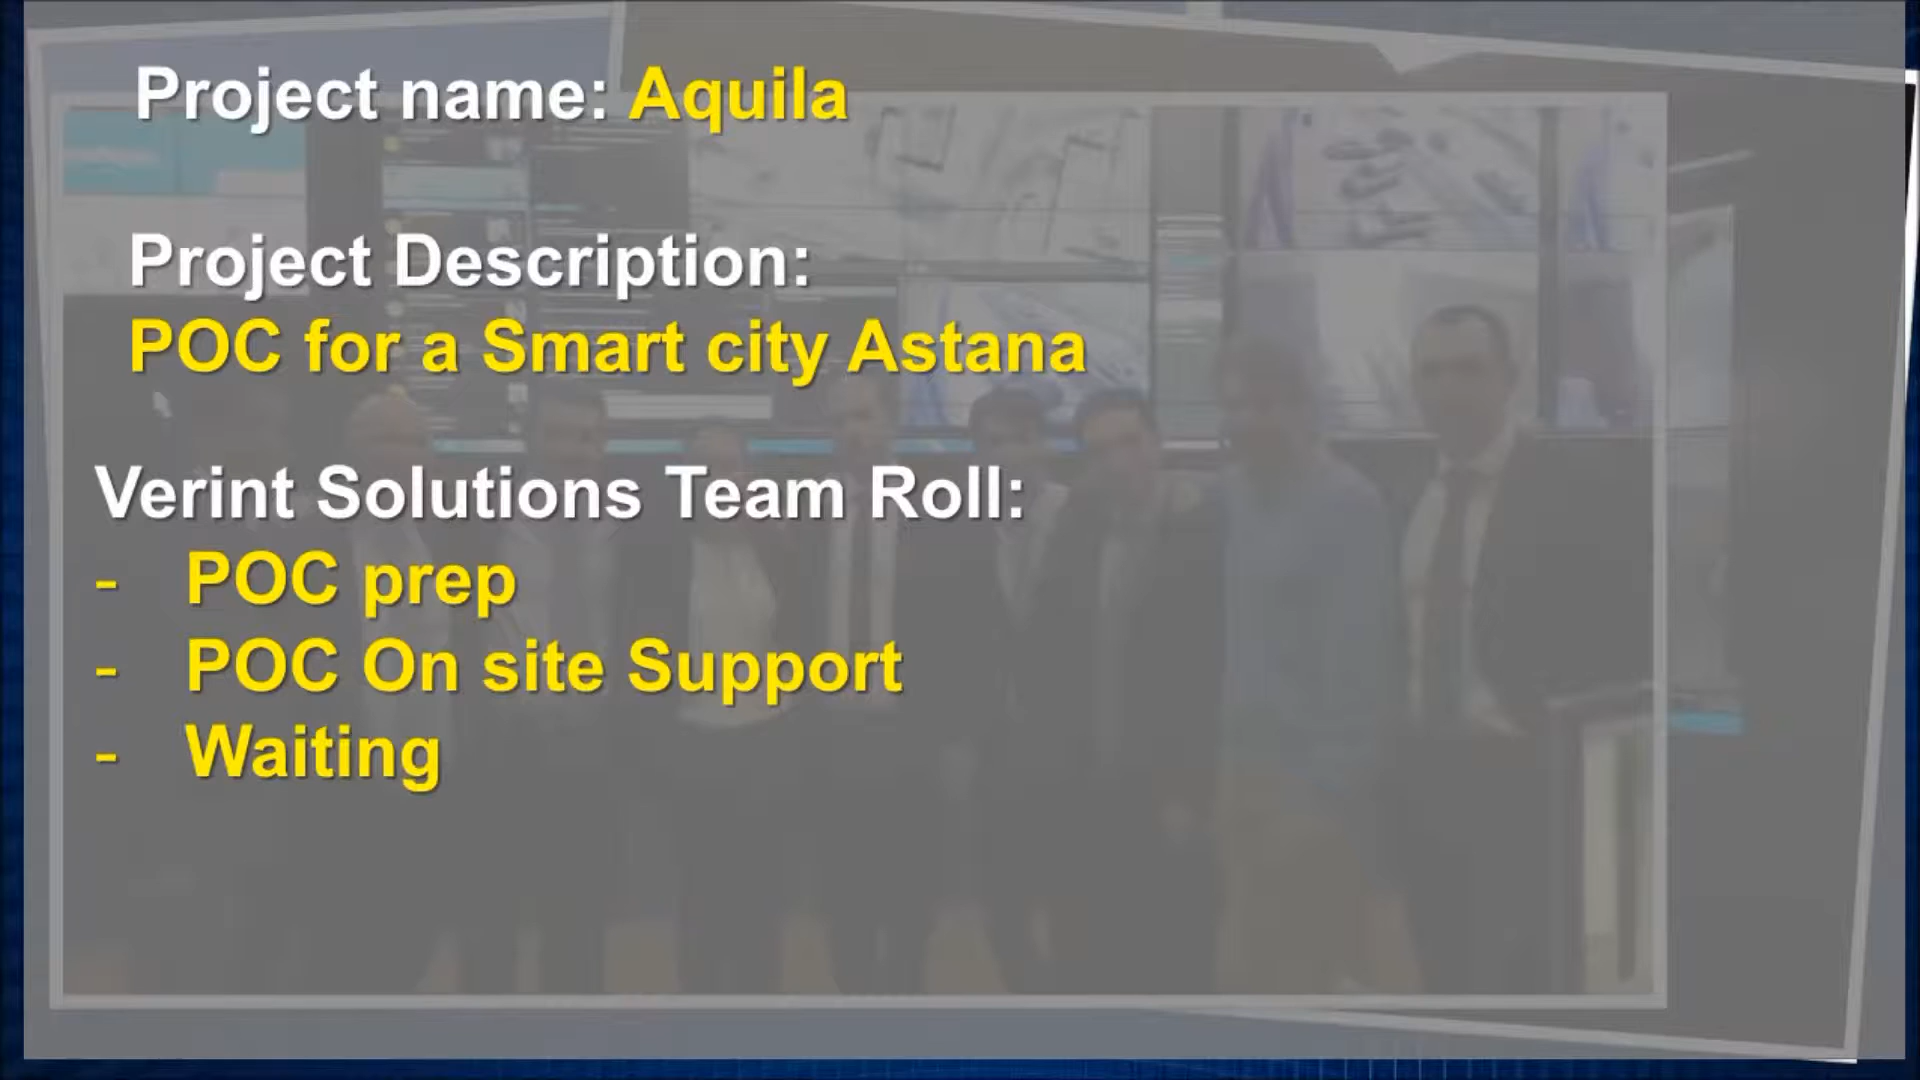 Project name: Aquila
Project Description:
POC for a Smart city Astana
Verint Solutions Team Roll:
- POC prep
- POC On site Support
- Waiting